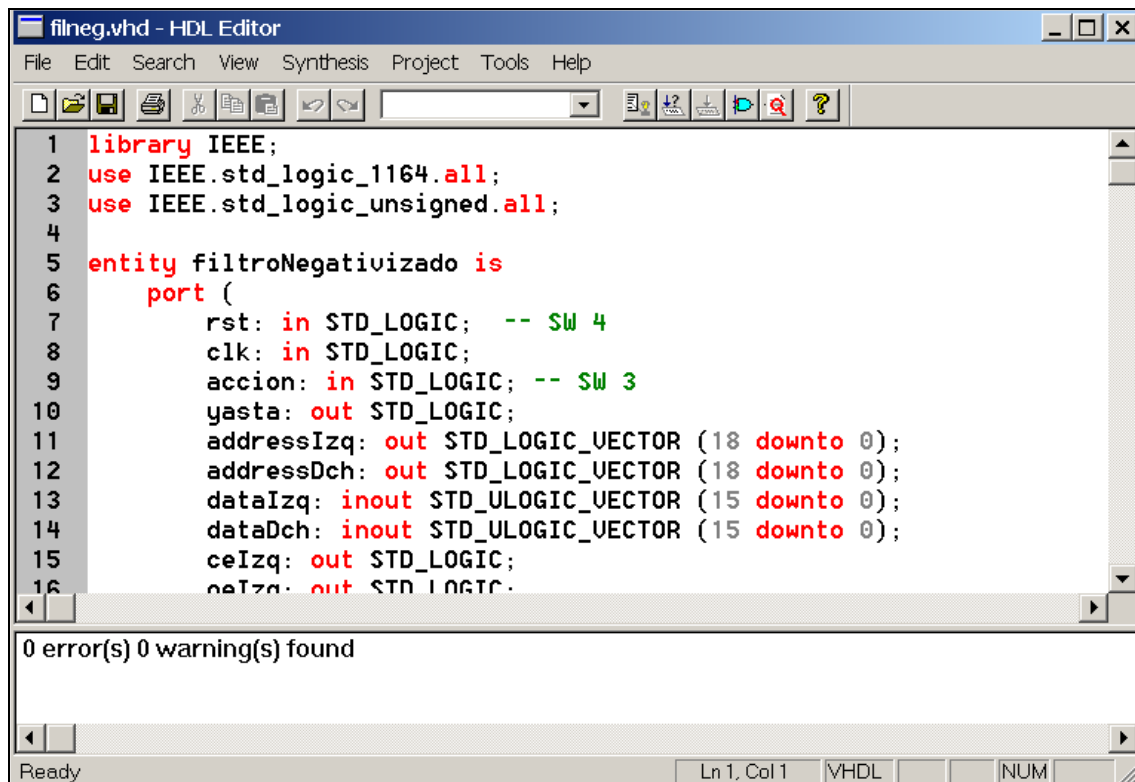 filneg.vhd - HDL Editor
File Edit Search View Synthesis Project Tools Help
1 library IEEE;
2 use IEEE.std_logic_1164.all;
3 use IEEE.std_logic_unsigned.all;
4
5 entity filtroNegativizado is
6 port (
7 rst: in STD_LOGIC; -- SW 4
8 clk: in STD_LOGIC;
9 accion: in STD_LOGIC; -- SW 3
10 yasta: out STD_LOGIC;
11 addressIzq: out STD_LOGIC_VECTOR (18 downto 0);
12 addressDch: out STD_LOGIC_VECTOR (18 downto 0);
13 dataIzq: inout STD_ULOGIC_VECTOR (15 downto 0);
14 dataDch: inout STD_ULOGIC_VECTOR (15 downto 0);
15 ceIzq: out STD_LOGIC;
16 oeIzq: out STD_LOGIC;
0 error(s) 0 warning(s) found
Ready Ln 1, Col 1 VHDL NUM